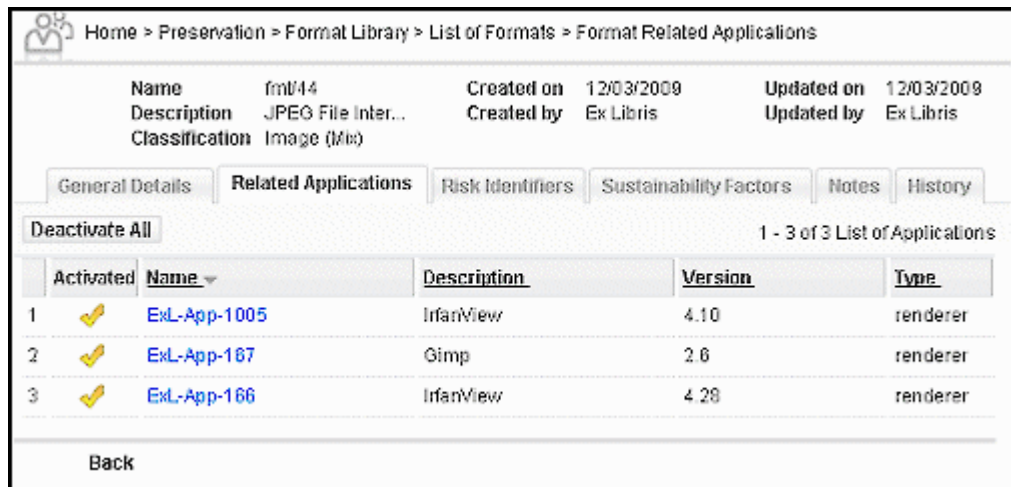 Home > Preservation > Format Library > List of Formats > Format Related Applications
Name fmt/44 Created on 12/03/2009 Updated on 12/03/2009
Description JPEG File Inter... Created by Ex Libris Updated by Ex Libris
Classification Image (Mix)
General Details Related Applications Risk Identifiers Sustainability Factors Notes History
Deactivate All 1 - 3 of 3 List of Applications
Activated Name Description Version Type
1 ExL-App-1005 IrfanView 4.10 renderer
2 ExL-App-167 Gimp 2.6 renderer
3 ExL-App-166 IrfanView 4.28 renderer
Back